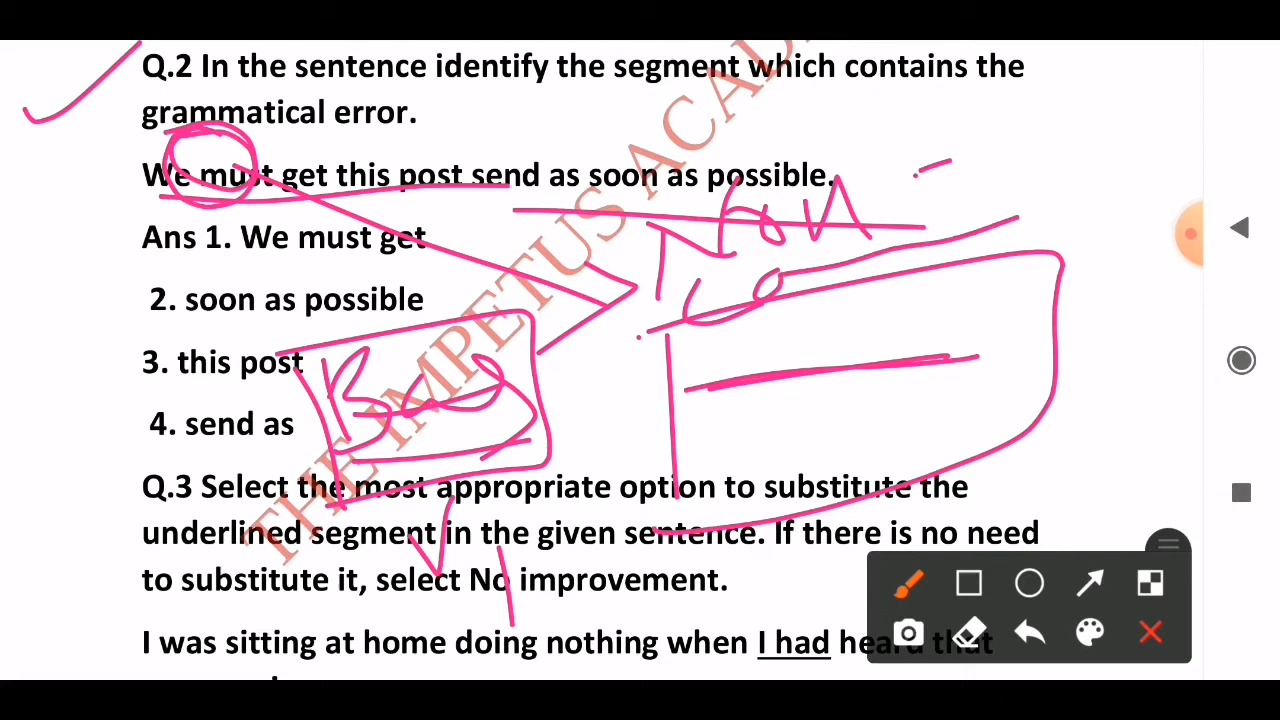 Q.2 In the sentence identify the segment which contains the
grammatical error.
We must get this post send as soon as possible.
Ans 1. We must get
2. soon as possible
3. this post
4. send as
Q.3 Select the most appropriate option to substitute the
underlined segment in the given sentence. If there is no need
to substitute it, select No improvement.
I was sitting at home doing nothing when I had heard that
THE IMPETUS ACAD